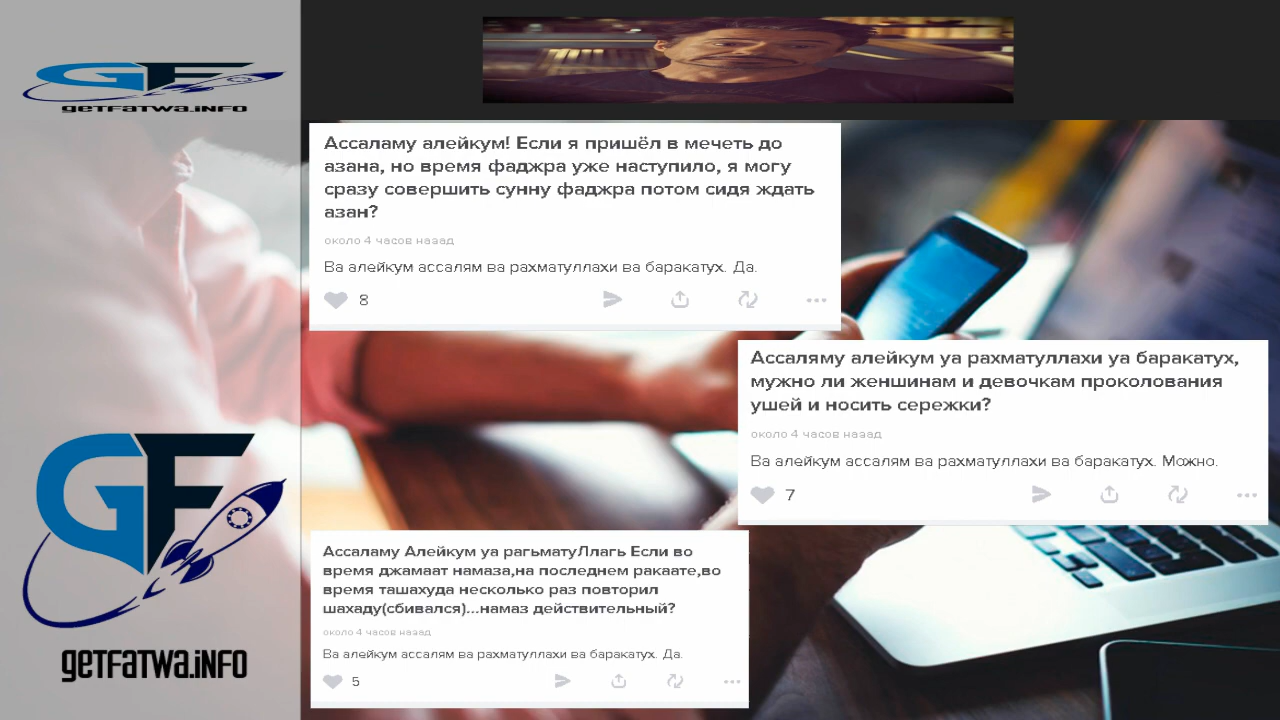 GF
getfatwa.info
Ассаламу алейкум! Если я пришёл в мечеть до
азана, но время фаджра уже наступило, я могу
сразу совершить сунну фаджра потом сидя ждать
азан?
около 4 часов назад
Ва алейкум ассалям ва рахматуллахи ва баракатух. Да.
8
Ассаляму алейкум уа рахматуллахи уа баракатух,
мужно ли женшинам и девочкам проколования
ушей и носить сережки?
около 4 часов назад
Ва алейкум ассалям ва рахматуллахи ва баракатух. Можно.
7
Ассаламу Алейкум уа рагьматуЛлагь Если во
время джамаат намаза,на последнем ракаате,во
время ташахуда несколько раз повторил
шахаду(сбивался)...намаз действительный?
около 4 часов назад
Ва алейкум ассалям ва рахматуллахи ва баракатух. Да.
5
GF
getfatwa.info